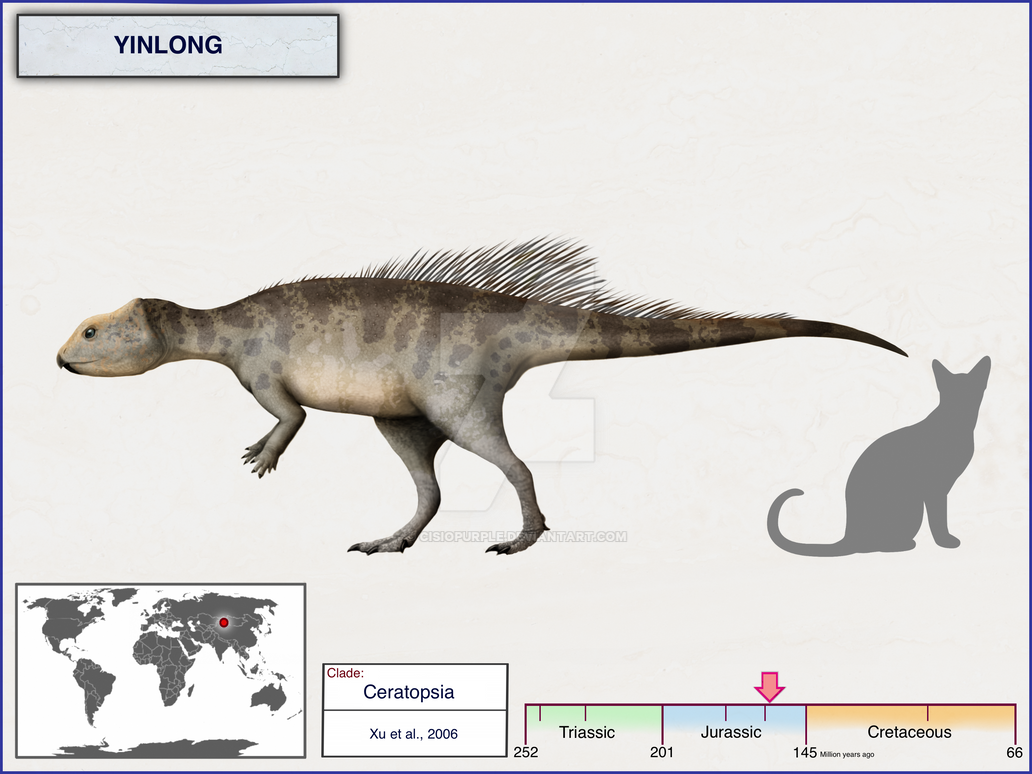 YINLONG
CISIOPURPLE.DEVIANTART.COM
Clade:
Ceratopsia
Xu et al., 2006
Triassic
Jurassic
Cretaceous
252
201
145 Million years ago
66